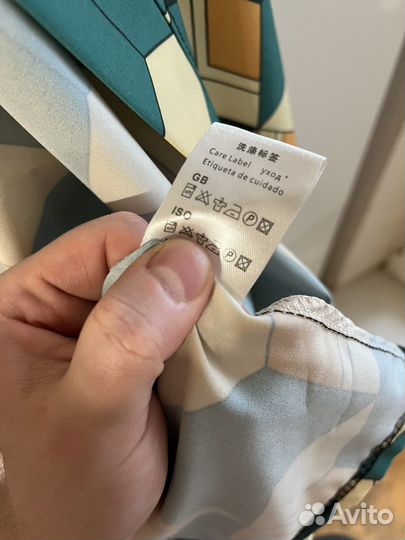 洗涤标签
Care Label уход *
Etiqueta de cuidado
GB
ISO
Avito